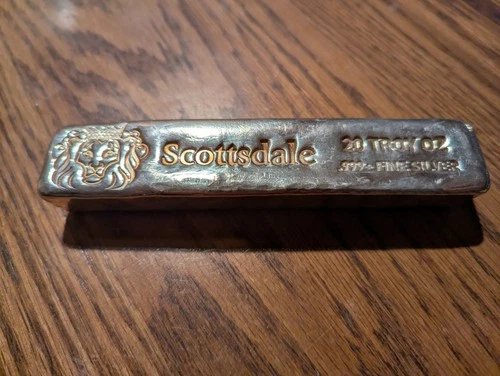 Scottsdale
20 TROY OZ
.999+ FINE SILVER